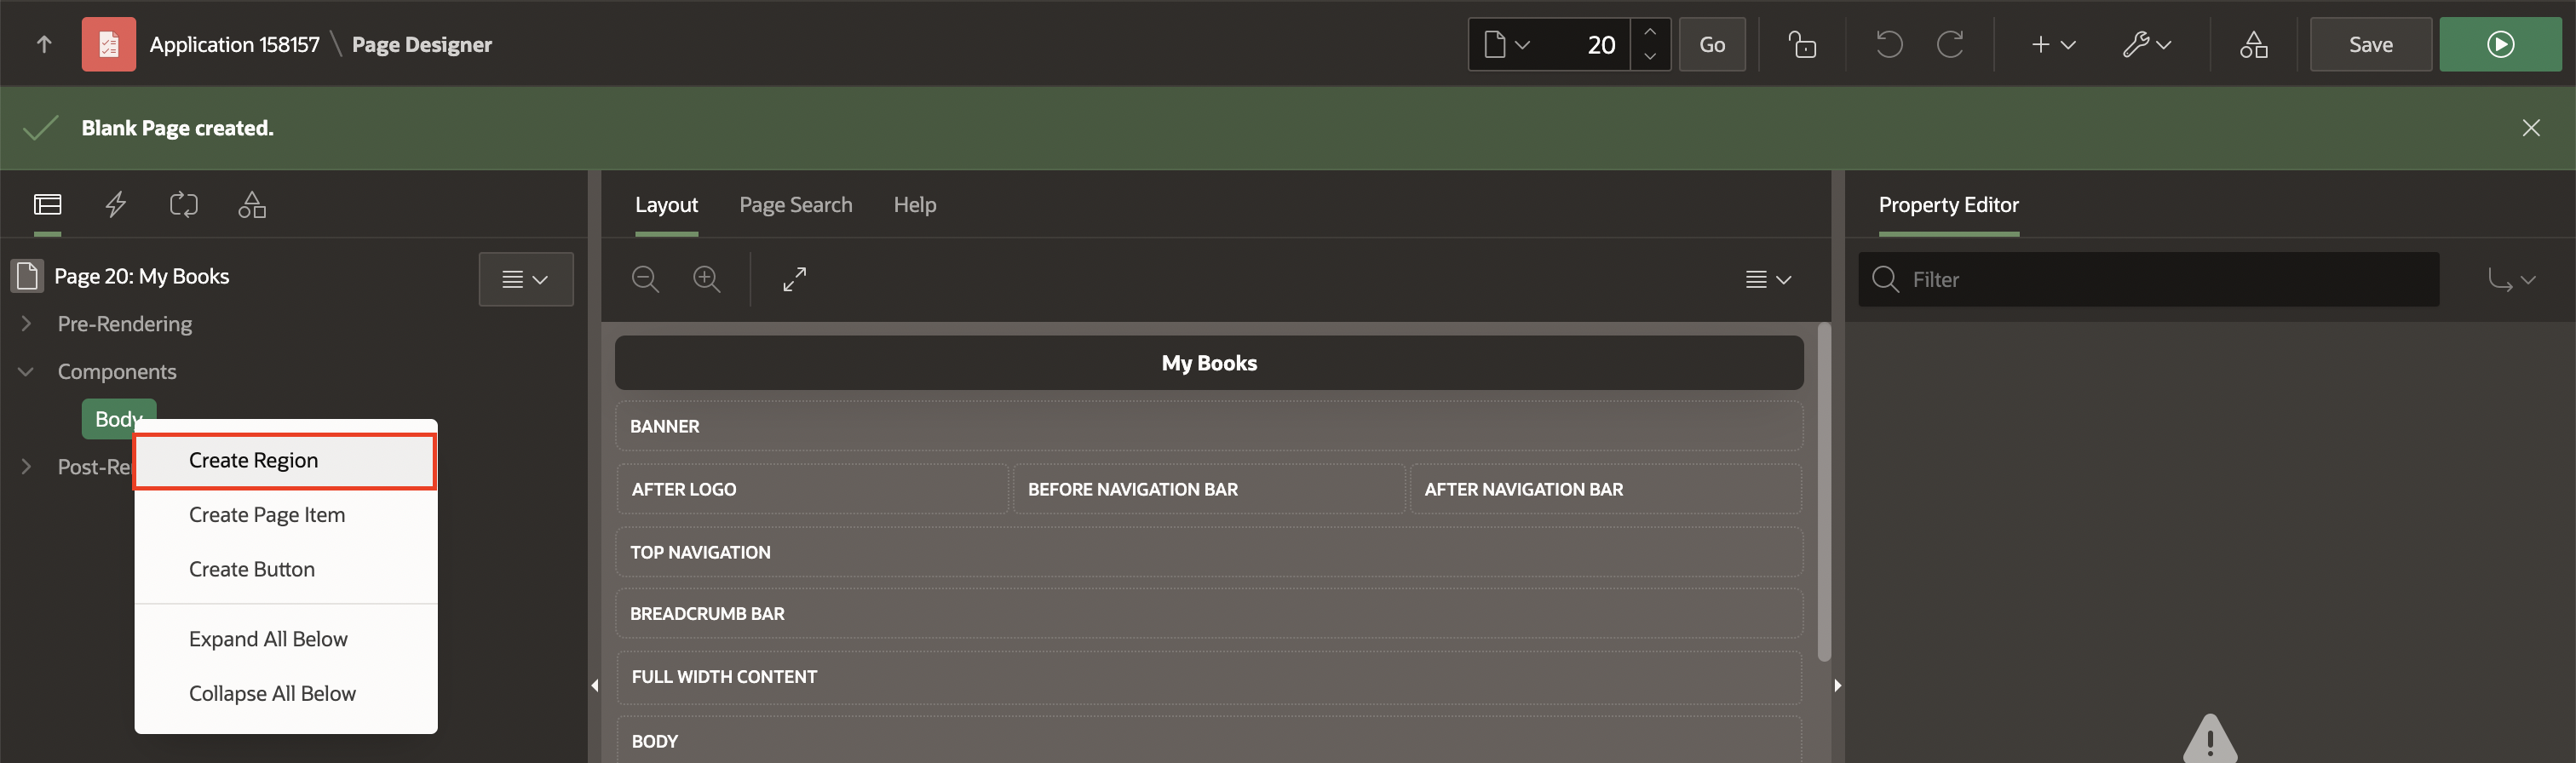 Application 158157 \ Page Designer
20
Go
Save
Blank Page created.
Layout
Page Search
Help
Property Editor
Page 20: My Books
Filter
Pre-Rendering
Components
Body
Post-Re
Create Region
Create Page Item
Create Button
Expand All Below
Collapse All Below
My Books
BANNER
AFTER LOGO
BEFORE NAVIGATION BAR
AFTER NAVIGATION BAR
TOP NAVIGATION
BREADCRUMB BAR
FULL WIDTH CONTENT
BODY